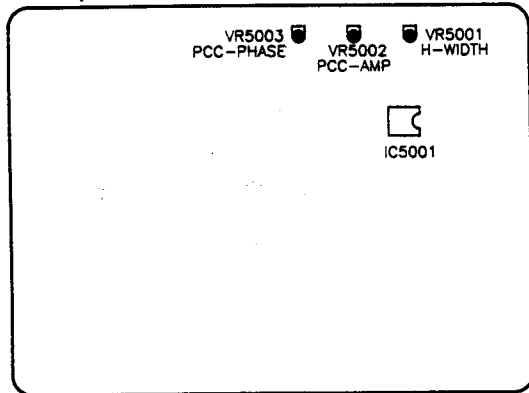 VR5003
PCC-PHASE
VR5002
PCC-AMP
VR5001
H-WIDTH
IC5001